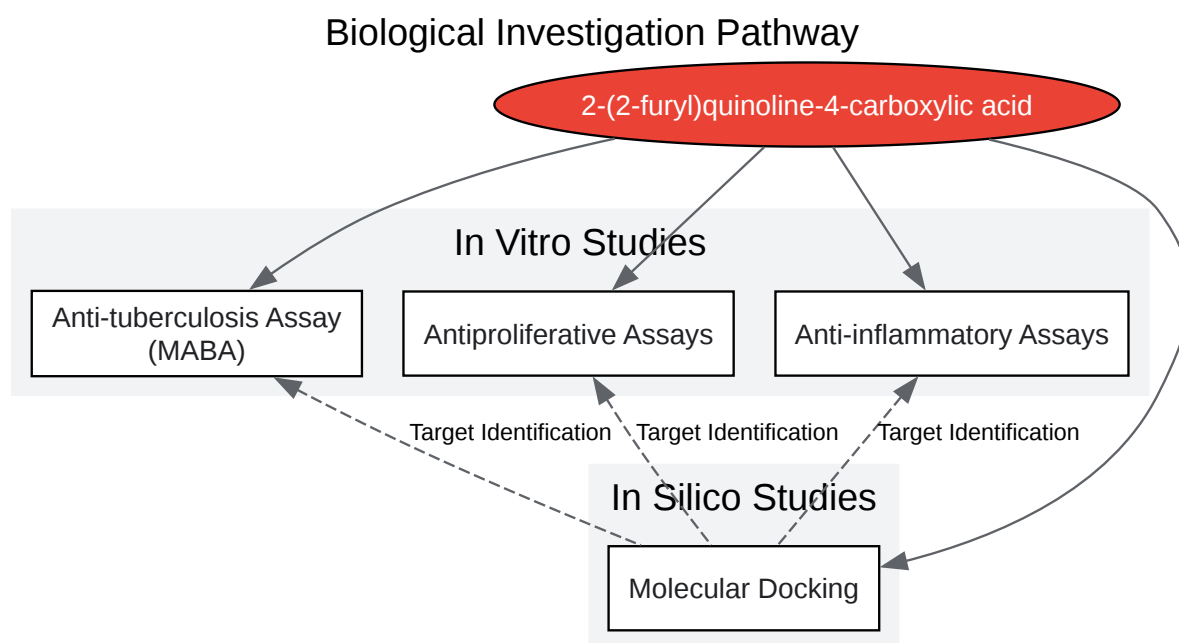 Biological Investigation Pathway
2-(2-furyl)quinoline-4-carboxylic acid
In Vitro Studies
Anti-tuberculosis Assay
(MABA)
Antiproliferative Assays
Anti-inflammatory Assays
Target Identification
Target Identification
Target Identification
In Silico Studies
Molecular Docking